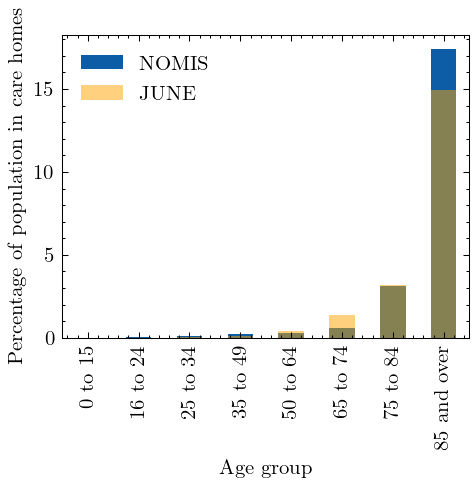 Percentage of population in care homes
15
10
5
0
NOMIS
JUNE
0 to 15
16 to 24
25 to 34
35 to 49
50 to 64
65 to 74
75 to 84
85 and over
Age group